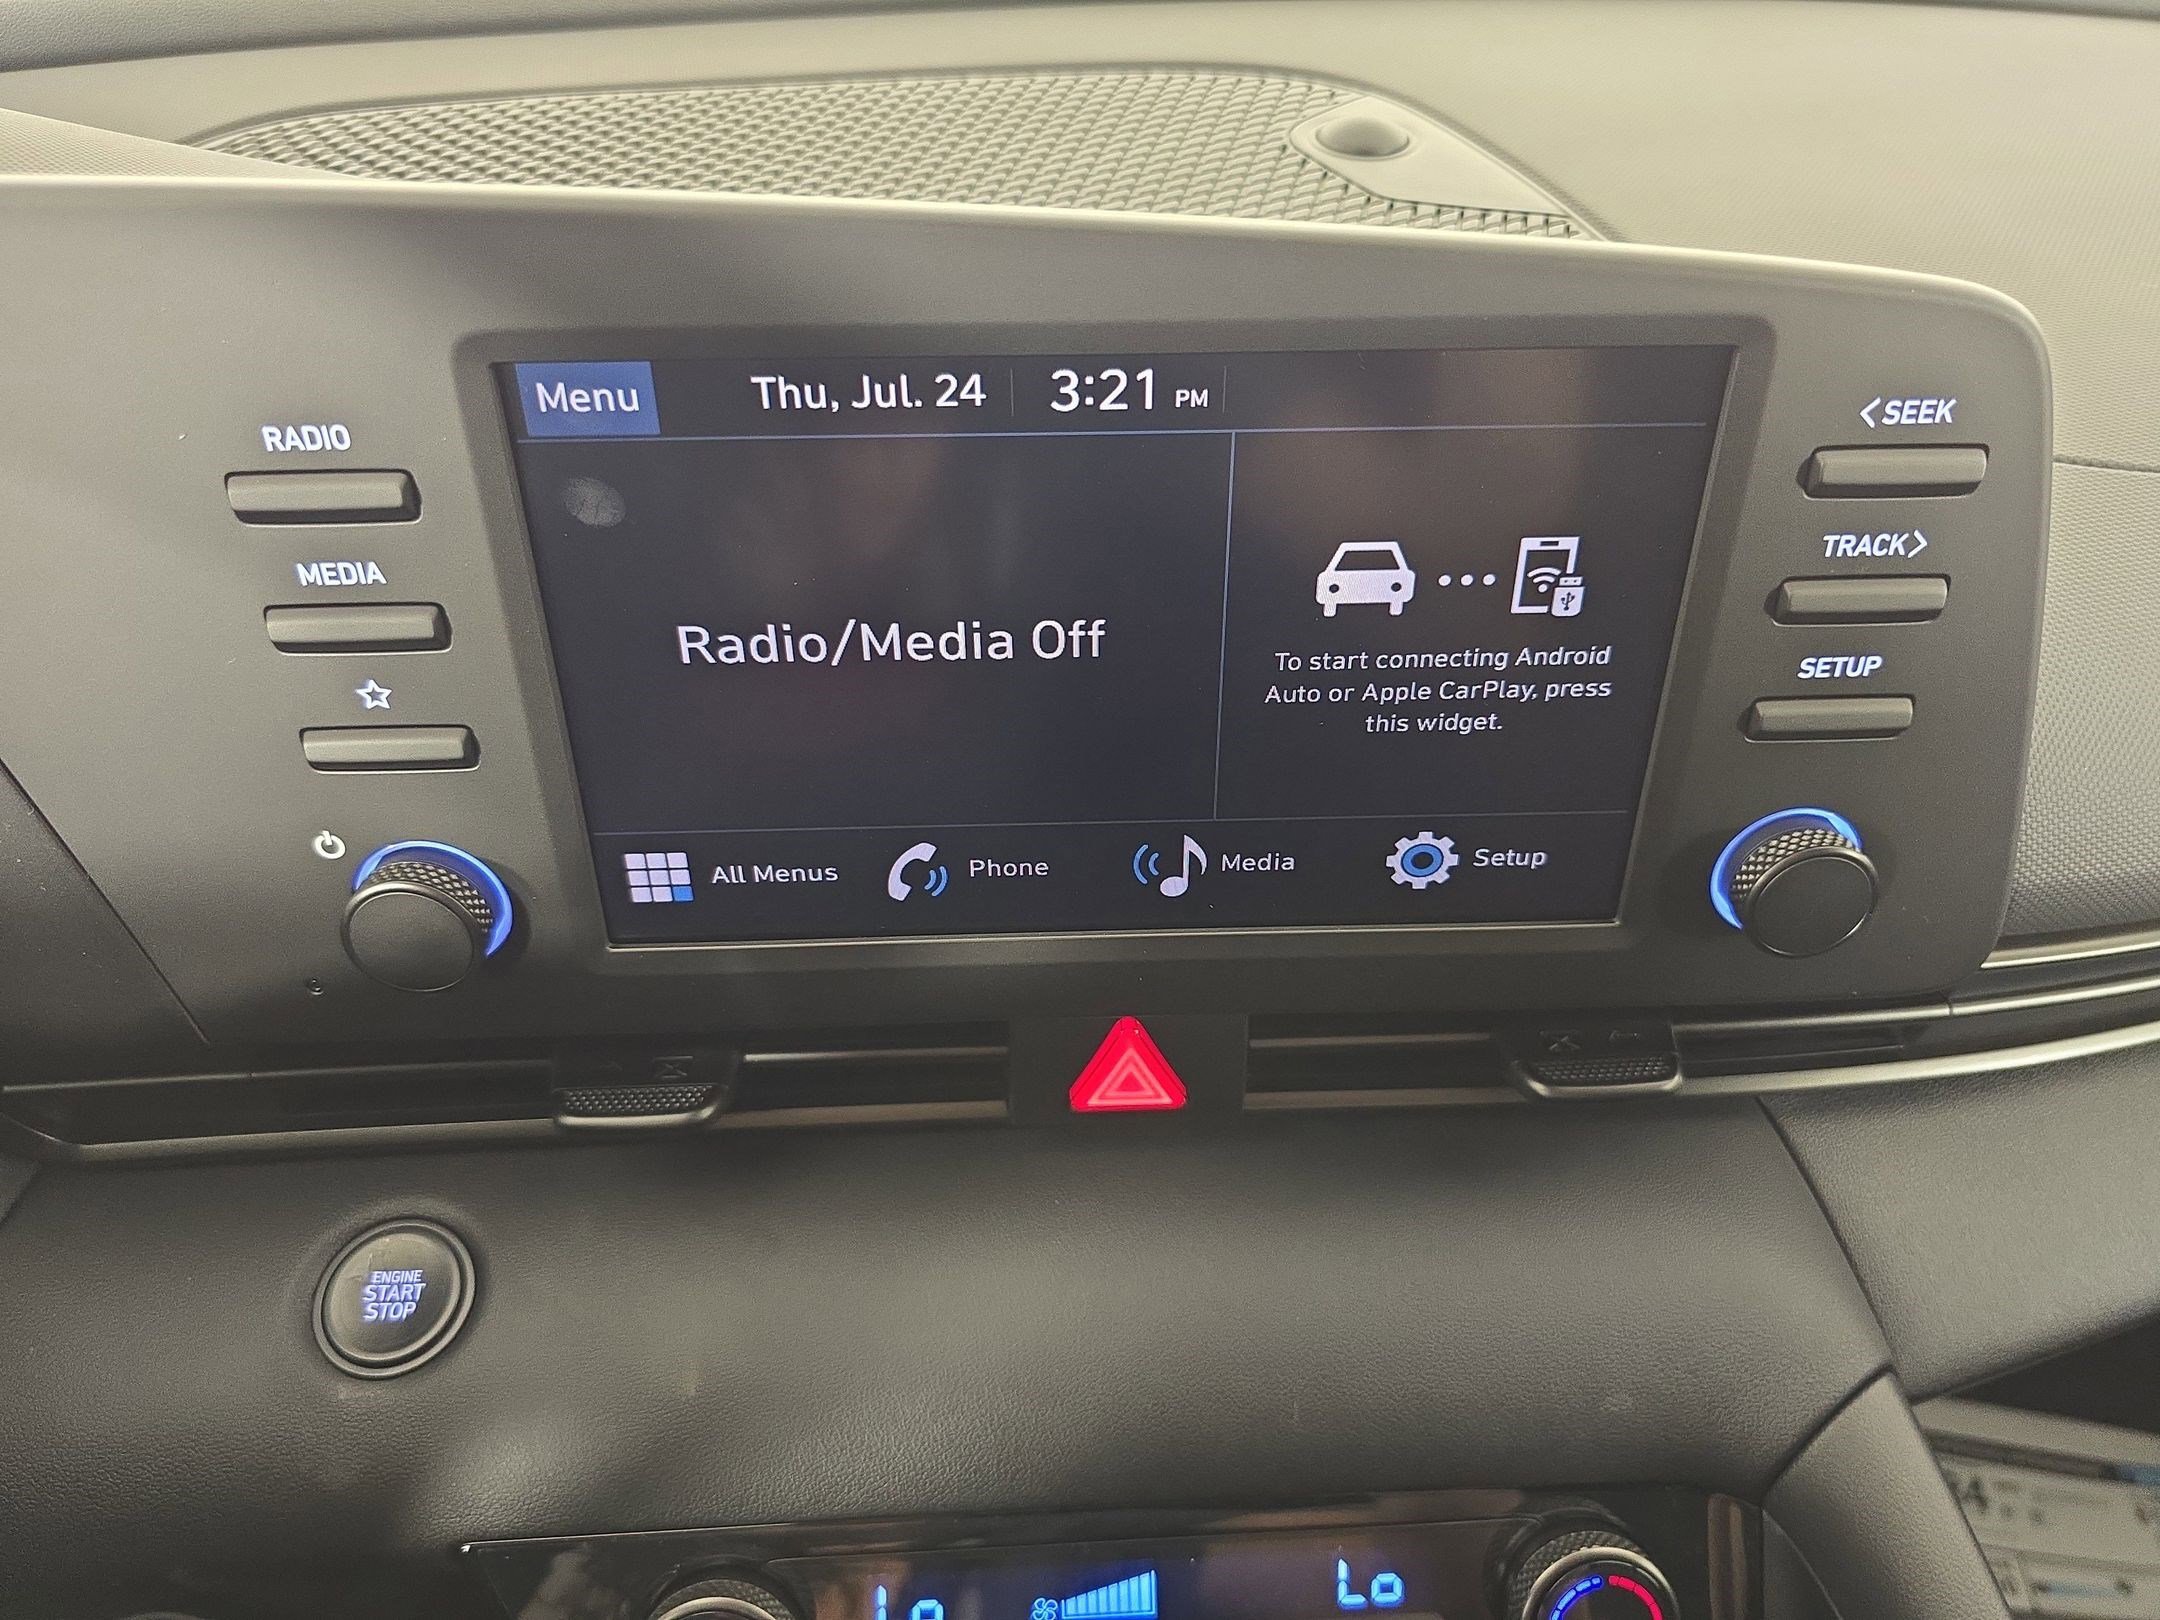 Menu
Thu, Jul. 24
3:21 PM
RADIO
<SEEK
MEDIA
TRACK>
Radio/Media Off
To start connecting Android
Auto or Apple CarPlay, press
this widget.
SETUP
All Menus
Phone
Media
Setup
ENGINE
START
STOP
Lo
Lo